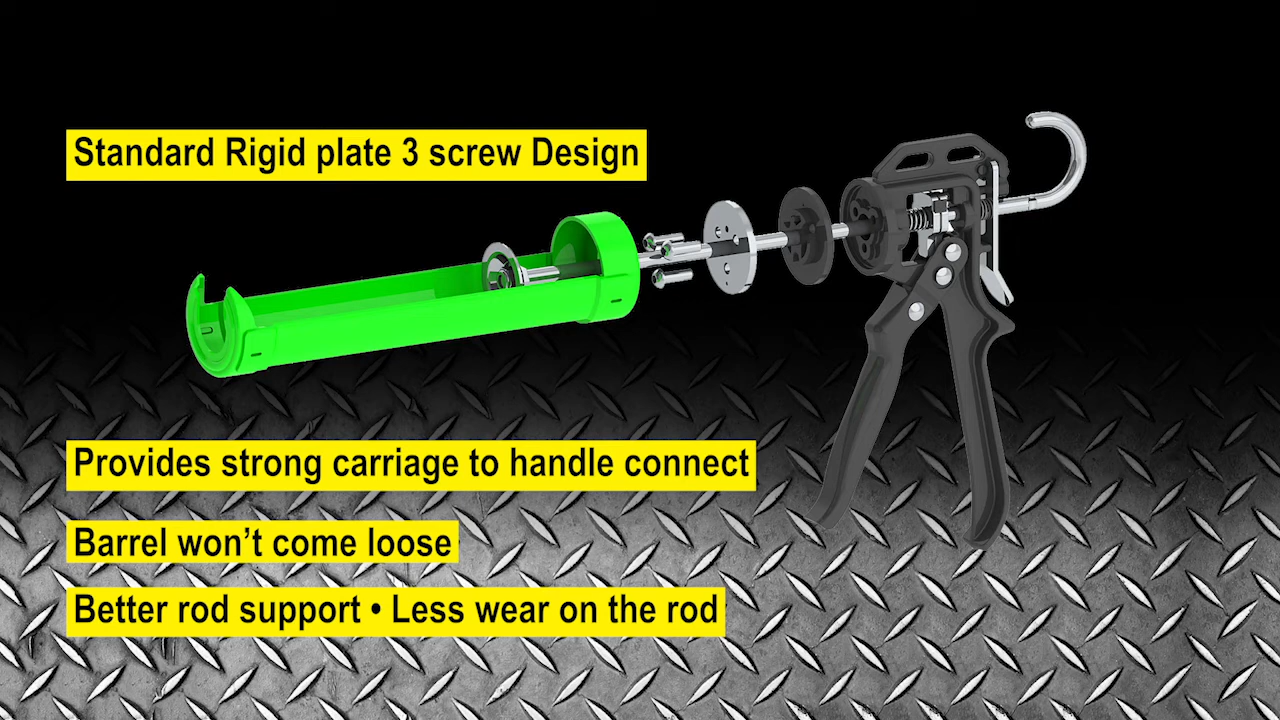 Standard Rigid plate 3 screw Design
Provides strong carriage to handle connect
Barrel won’t come loose
Better rod support • Less wear on the rod